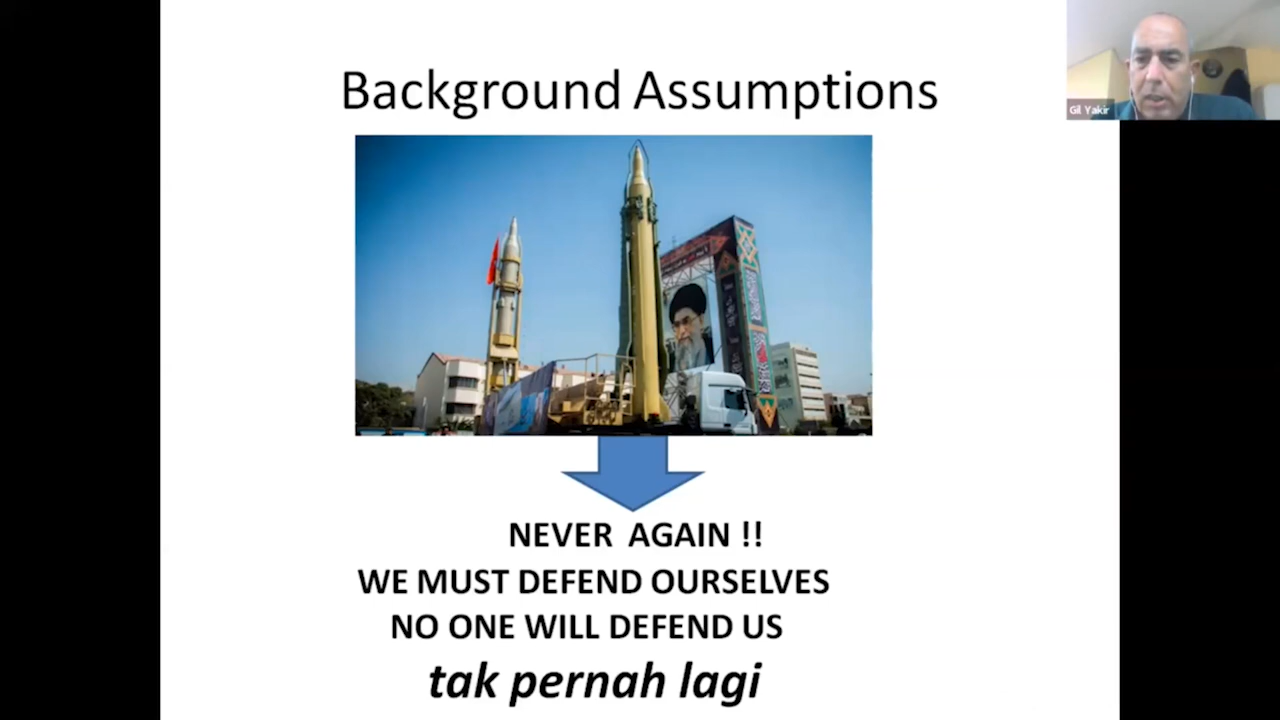 Background Assumptions
Gil Yakir
NEVER AGAIN !!
WE MUST DEFEND OURSELVES
NO ONE WILL DEFEND US
tak pernah lagi